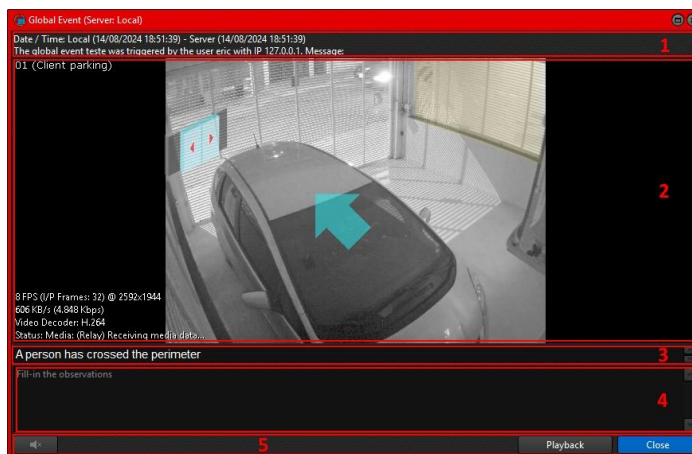 Global Event (Server: Local)
Date / Time: Local (14/08/2024 18:51:39) - Server (14/08/2024 18:51:39)
The global event teste was triggered by the user eric with IP 127.0.0.1. Message:
1
01 (Client parking)
2
8 FPS (I/P Frames: 32) @ 2592x1944
606 KB/s (4.848 Kbps)
Video Decoder: H.264
Status: Media: (Relay) Receiving media data...
A person has crossed the perimeter
3
Fill-in the observations
4
5
Playback
Close